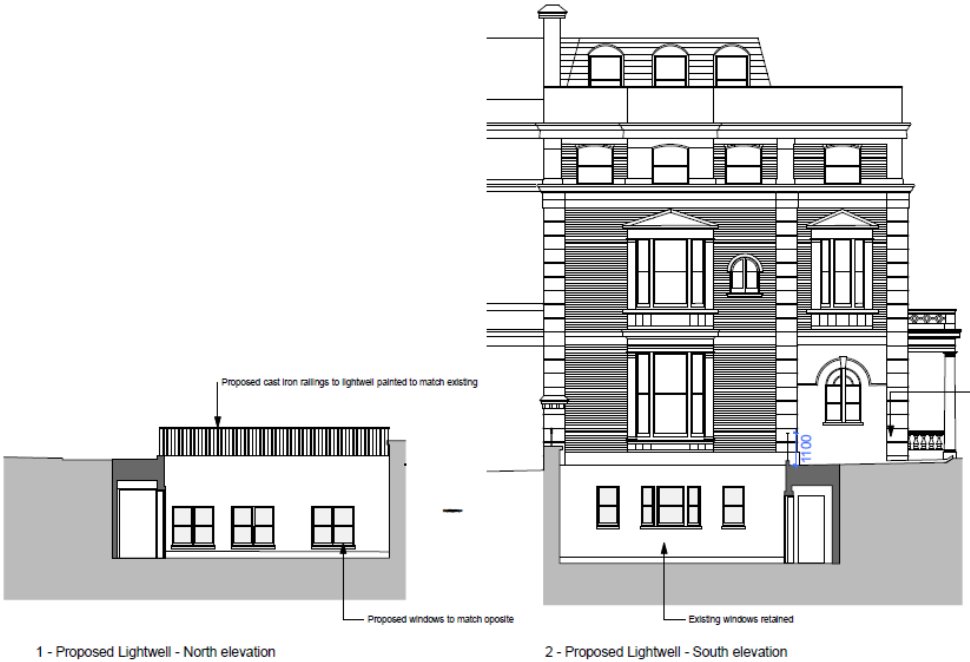 Proposed cast iron railings to lightwell painted to match existing
1100
Proposed windows to match oposite
Existing windows retained
1 - Proposed Lightwell - North elevation
2 - Proposed Lightwell - South elevation